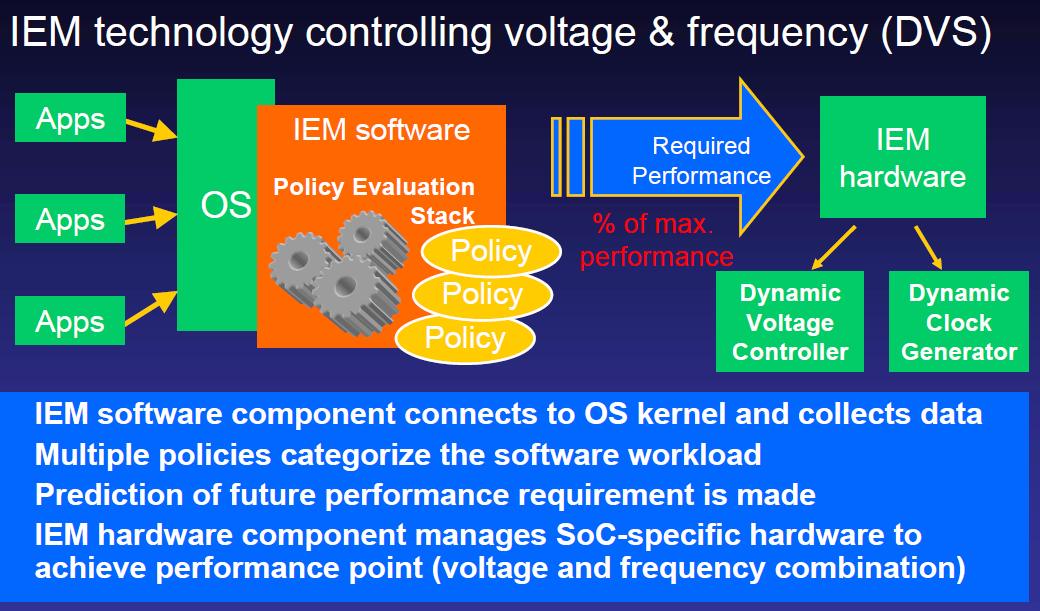 IEM technology controlling voltage & frequency (DVS)
Apps
Apps
Apps
OS
IEM software
Policy Evaluation
Stack
Policy
Policy
Policy
Required
Performance
% of max.
performance
IEM
hardware
Dynamic
Voltage
Controller
Dynamic
Clock
Generator
IEM software component connects to OS kernel and collects data
Multiple policies categorize the software workload
Prediction of future performance requirement is made
IEM hardware component manages SoC-specific hardware to
achieve performance point (voltage and frequency combination)